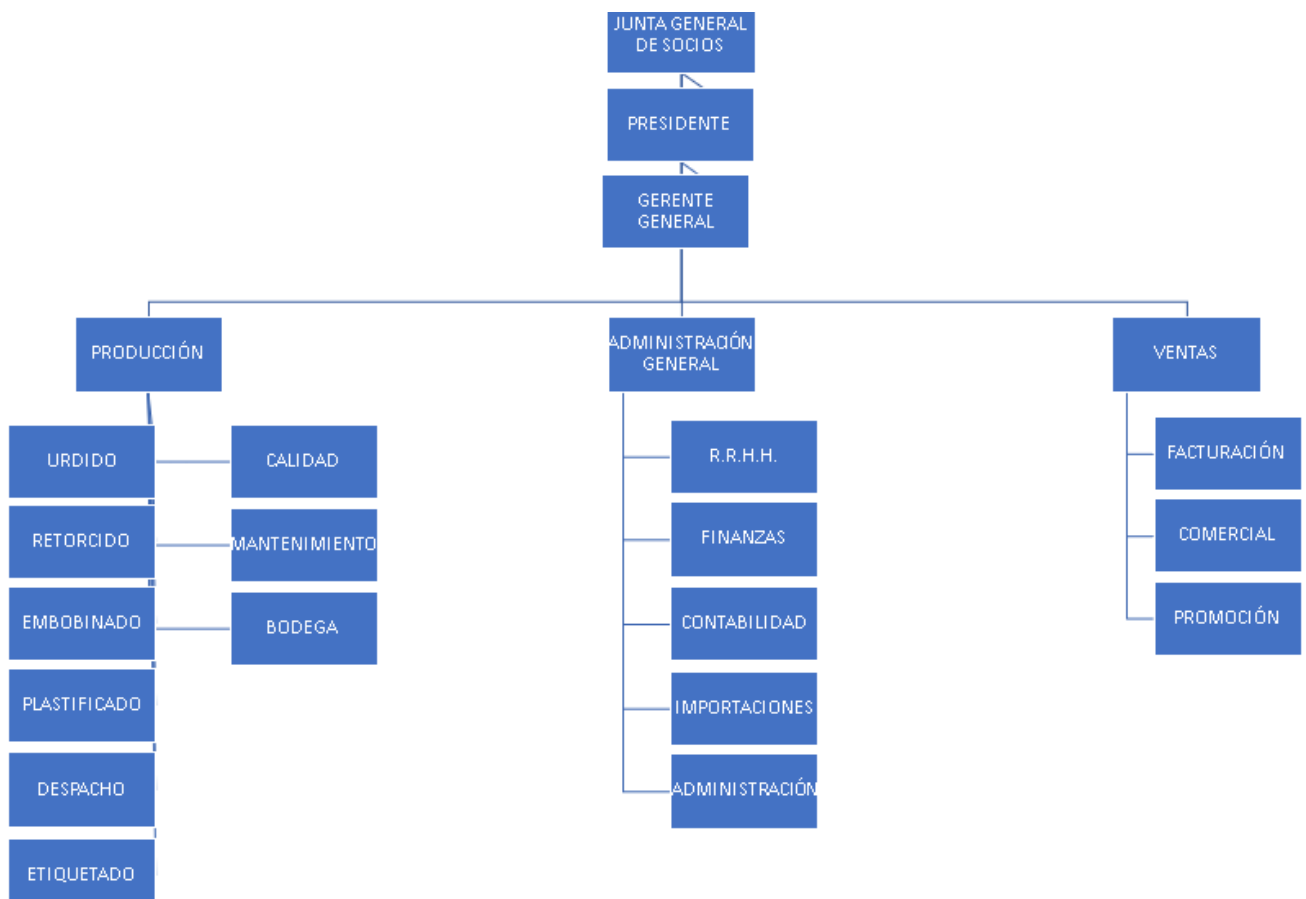 JUNTA GENERAL
DE SOCIOS
PRESIDENTE
GERENTE
GENERAL
PRODUCCIÓN
ADMINISTRACIÓN
GENERAL
VENTAS
URDIDO
CALIDAD
RETORCIDO
MANTENIMIENTO
EMBOBINADO
BODEGA
PLASTIFICADO
DESPACHO
ETIQUETADO
R.R.H.H.
FINANZAS
CONTABILIDAD
IMPORTACIONES
ADMINISTRACIÓN
FACTURACIÓN
COMERCIAL
PROMOCIÓN